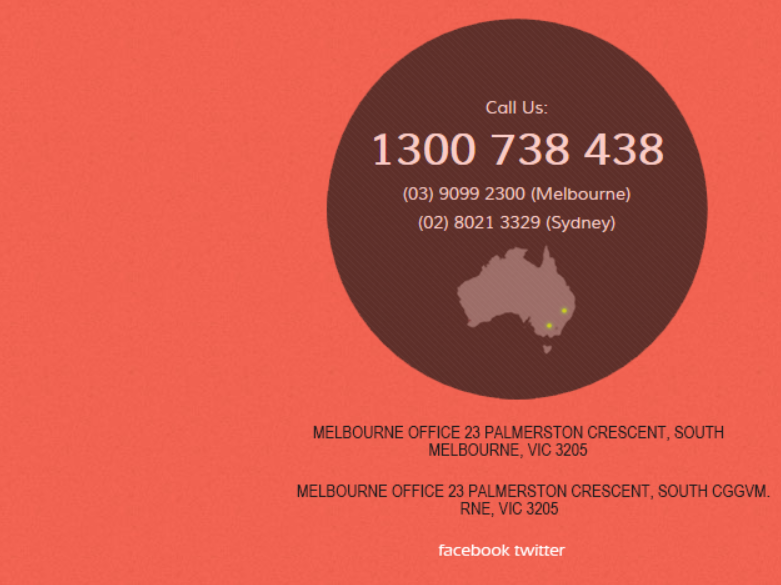 Call Us:
1300 738 438
(03) 9099 2300 (Melbourne)
(02) 8021 3329 (Sydney)
MELBOURNE OFFICE 23 PALMERSTON CRESCENT, SOUTH
MELBOURNE, VIC 3205
MELBOURNE OFFICE 23 PALMERSTON CRESCENT, SOUTH CGGVM.
RNE, VIC 3205
facebook twitter